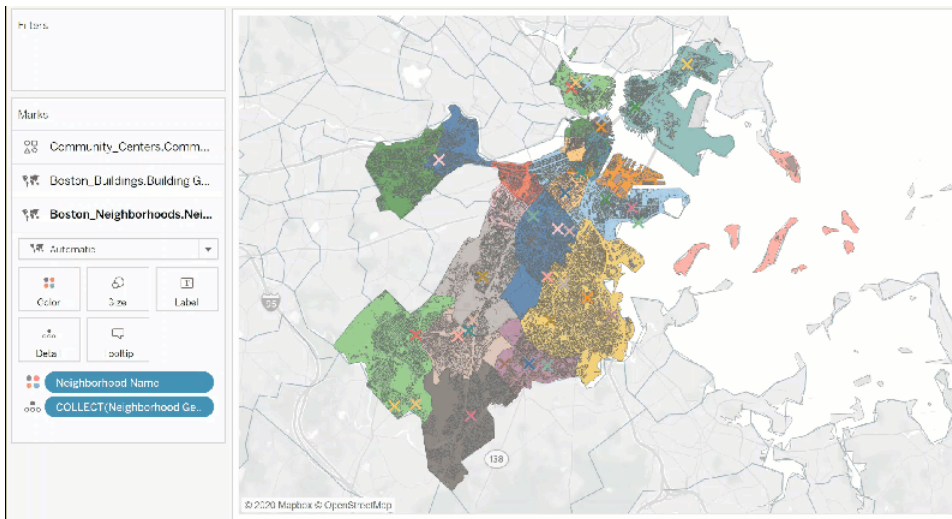 Filters
Marks
Community_Centers.Comm...
Boston_Buildings.Building G...
Boston_Neighborhoods.Nei...
Automatic
Color
Size
Label
Detail
Tooltip
Neighborhood Name
COLLECT(Neighborhood Ge..
95
138
© 2020 Mapbox © OpenStreetMap